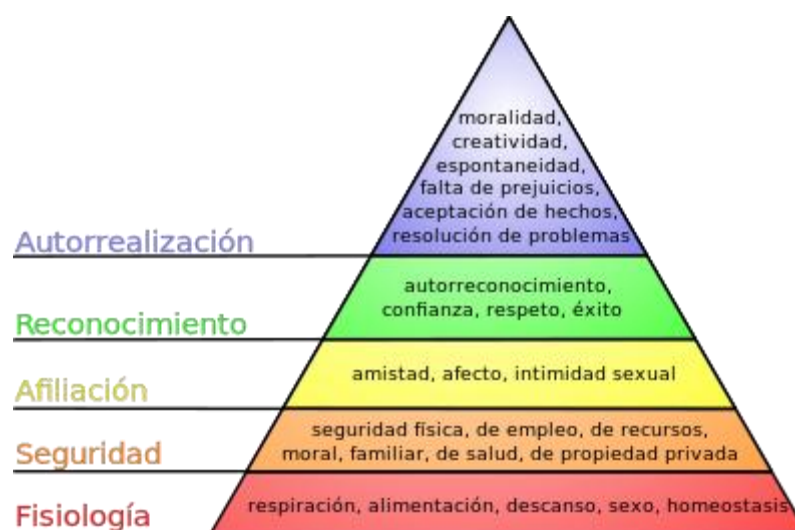 moralidad,
creatividad,
espontaneidad,
falta de prejuicios,
aceptación de hechos,
resolución de problemas
Autorrealización
autorreconocimiento,
confianza, respeto, éxito
Reconocimiento
amistad, afecto, intimidad sexual
Afiliación
seguridad física, de empleo, de recursos,
moral, familiar, de salud, de propiedad privada
Seguridad
respiración, alimentación, descanso, sexo, homeostasis
Fisiología